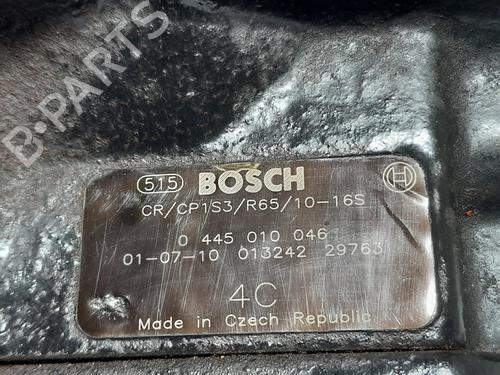 B-PARTS
515 BOSCH
CR/CP1S3/R65/10-16S
0 445 010 046
01-07-10 013242 29763
4C
Made in Czech Republic